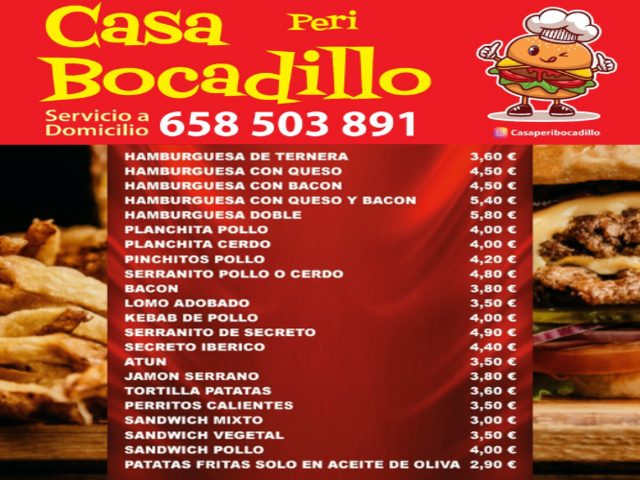 Casa Peri
Bocadillo
Servicio a
Domicilio 658 503 891
Casaperibocadillo
HAMBURGUESA DE TERNERA 3,60 €
HAMBURGUESA CON QUESO 4,50 €
HAMBURGUESA CON BACON 4,50 €
HAMBURGUESA CON QUESO Y BACON 5,40 €
HAMBURGUESA DOBLE 5,80 €
PLANCHITA POLLO 4,00 €
PLANCHITA CERDO 4,00 €
PINCHITOS POLLO 4,20 €
SERRANITO POLLO O CERDO 4,80 €
BACON 3,80 €
LOMO ADOBADO 3,50 €
KEBAB DE POLLO 4,00 €
SERRANITO DE SECRETO 4,90 €
SECRETO IBERICO 4,40 €
ATUN 3,50 €
JAMON SERRANO 3,80 €
TORTILLA PATATAS 3,60 €
PERRITOS CALIENTES 3,50 €
SANDWICH MIXTO 3,00 €
SANDWICH VEGETAL 3,50 €
SANDWICH POLLO 4,00 €
PATATAS FRITAS SOLO EN ACEITE DE OLIVA 2,90 €